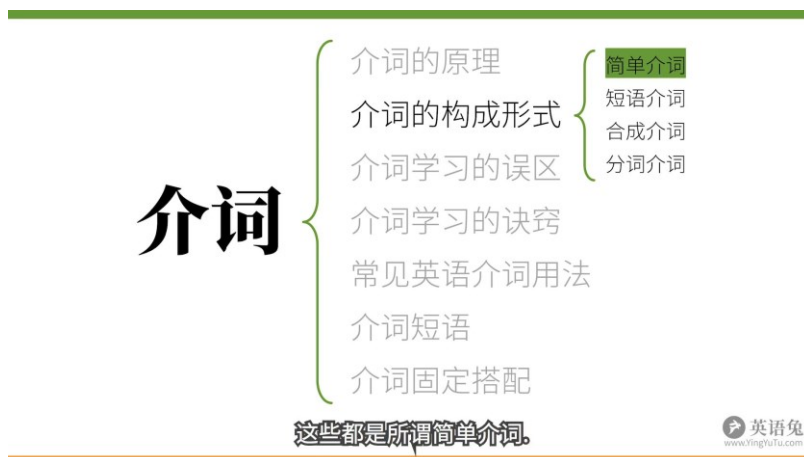 介词
介词的原理
介词的构成形式
介词学习的误区
介词学习的诀窍
常见英语介词用法
介词短语
介词固定搭配
简单介词
短语介词
合成介词
分词介词
这些都是所谓简单介词.
英语兔
www.YingYuTu.com